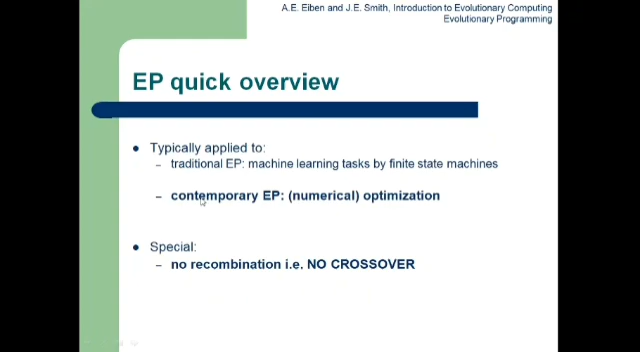 A.E. Eiben and J.E. Smith, Introduction to Evolutionary Computing
Evolutionary Programming
EP quick overview
Typically applied to:
– traditional EP: machine learning tasks by finite state machines
– contemporary EP: (numerical) optimization
Special:
– no recombination i.e. NO CROSSOVER